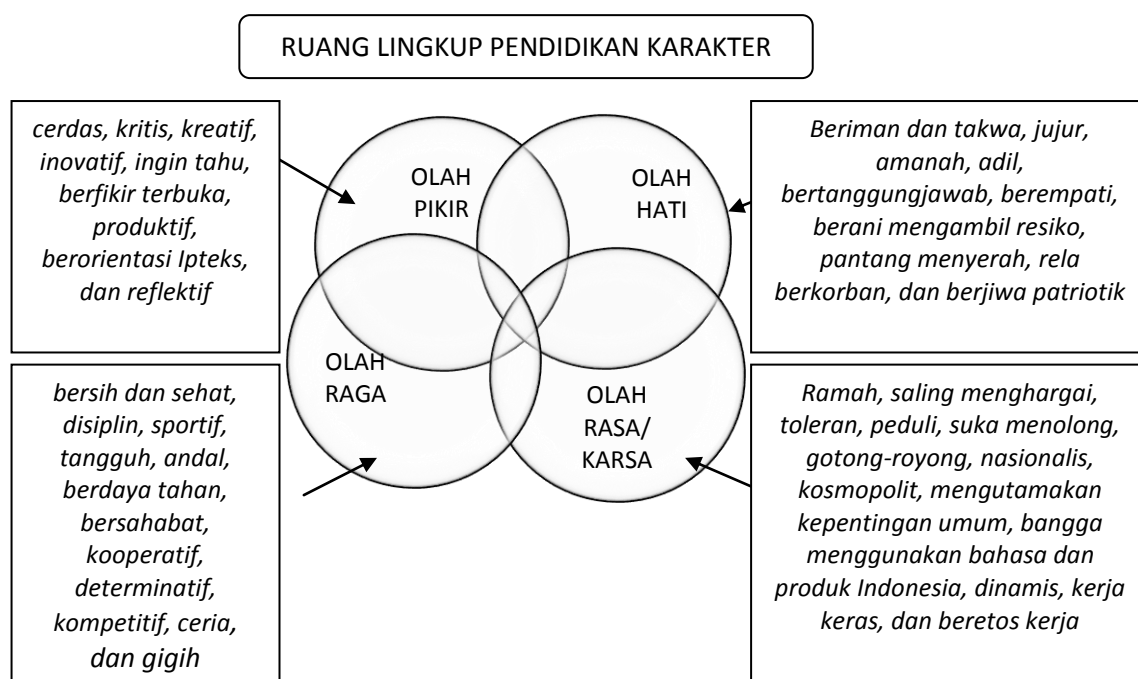 RUANG LINGKUP PENDIDIKAN KARAKTER
cerdas, kritis, kreatif,
inovatif, ingin tahu,
berfikir terbuka,
produktif,
berorientasi Ipteks,
dan reflektif
OLAH
PIKIR
OLAH
HATI
Beriman dan takwa, jujur,
amanah, adil,
bertanggungjawab, berempati,
berani mengambil resiko,
pantang menyerah, rela
berkorban, dan berjiwa patriotik
bersih dan sehat,
disiplin, sportif,
tangguh, andal,
berdaya tahan,
bersahabat,
kooperatif,
determinatif,
kompetitif, ceria,
dan gigih
OLAH
RAGA
OLAH
RASA/
KARSA
Ramah, saling menghargai,
toleran, peduli, suka menolong,
gotong-royong, nasionalis,
kosmopolit, mengutamakan
kepentingan umum, bangga
menggunakan bahasa dan
produk Indonesia, dinamis, kerja
keras, dan beretos kerja